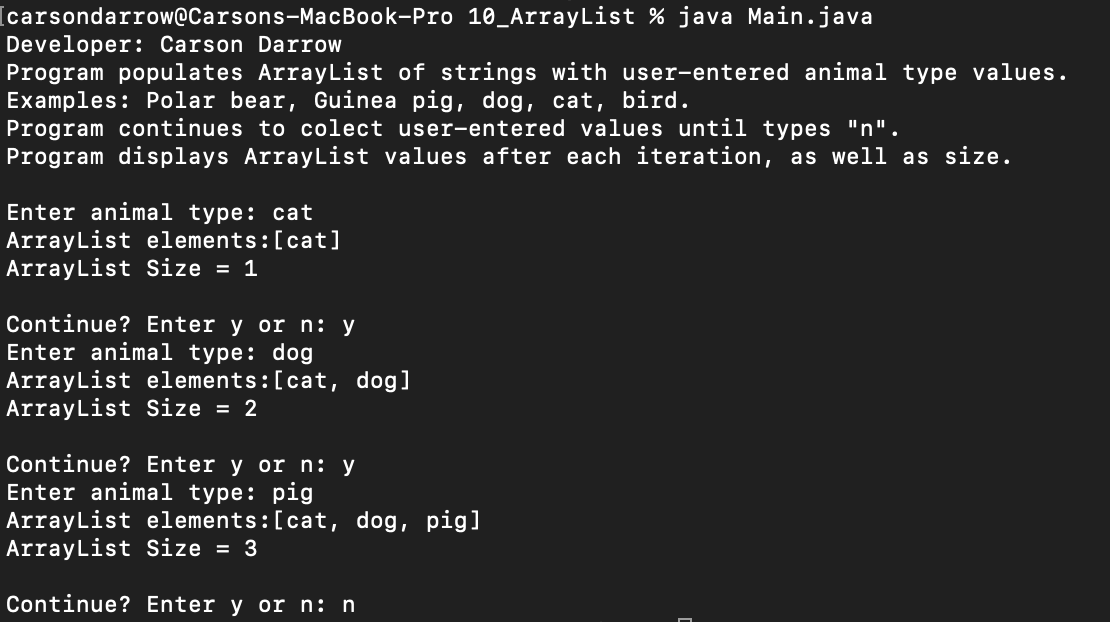 carsondarrow@Carsons-MacBook-Pro 10_ArrayList % java Main.java
Developer: Carson Darrow
Program populates ArrayList of strings with user-entered animal type values.
Examples: Polar bear, Guinea pig, dog, cat, bird.
Program continues to colect user-entered values until types "n".
Program displays ArrayList values after each iteration, as well as size.
Enter animal type: cat
ArrayList elements:[cat]
ArrayList Size = 1
Continue? Enter y or n: y
Enter animal type: dog
ArrayList elements:[cat, dog]
ArrayList Size = 2
Continue? Enter y or n: y
Enter animal type: pig
ArrayList elements:[cat, dog, pig]
ArrayList Size = 3
Continue? Enter y or n: n